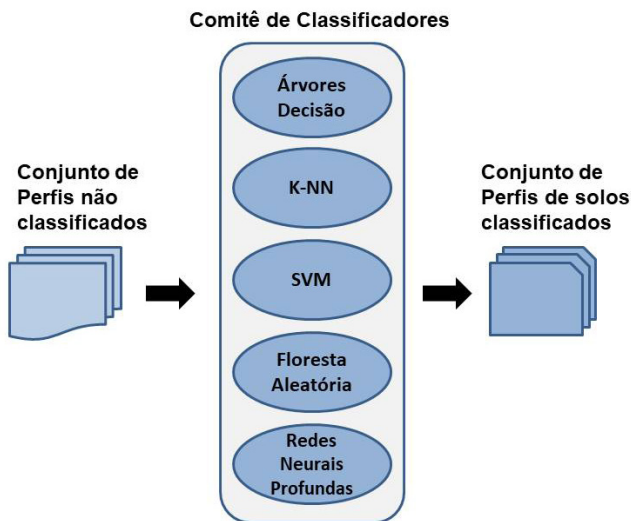 Comitê de Classificadores
Conjunto de
Perfis não
classificados
Árvores
Decisão
K-NN
SVM
Floresta
Aleatória
Redes
Neurais
Profundas
Conjunto de
Perfis de solos
classificados